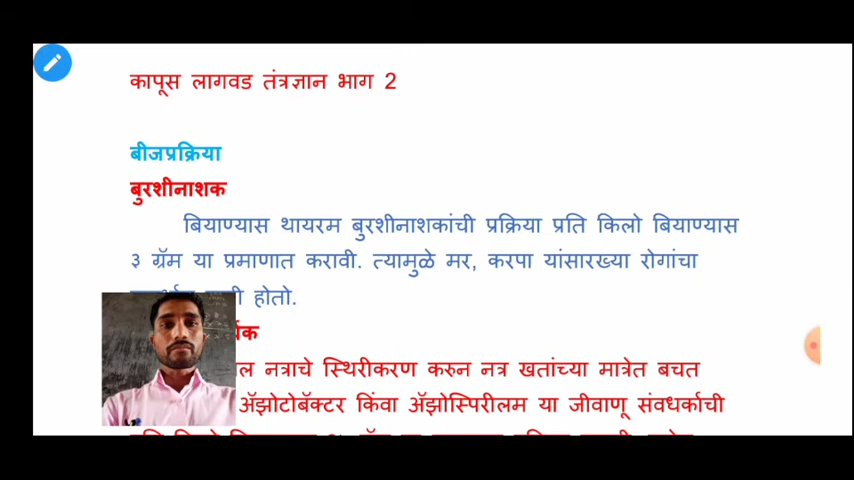 कापूस लागवड तंत्रज्ञान भाग 2
बीजप्रक्रिया
बुरशीनाशक
बियाण्यास थायरम बुरशीनाशकांची प्रक्रिया प्रति किलो बियाण्यास
३ ग्रॅम या प्रमाणात करावी. त्यामुळे मर, करपा यांसारख्या रोगांचा
होतो.
ल नत्राचे स्थिरीकरण करुन नत्र खतांच्या मात्रेत बचत
ॲझोटोबॅक्टर किंवा ॲझोस्पिरीलम या जीवाणू संवधर्काची